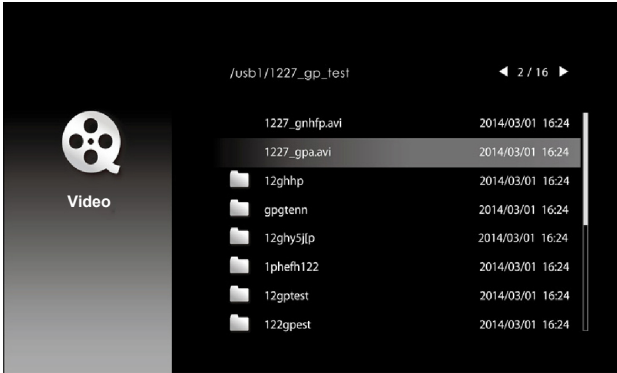 /usb1/1227_gp_test ◀ 2 / 16 ▶
1227_gnhfp.avi 2014/03/01 16:24
1227_gpa.avi 2014/03/01 16:24
12ghhp 2014/03/01 16:24
Video
gpgtenn 2014/03/01 16:24
12ghy5j[p 2014/03/01 16:24
1phefh122 2014/03/01 16:24
12gptest 2014/03/01 16:24
122gpest 2014/03/01 16:24